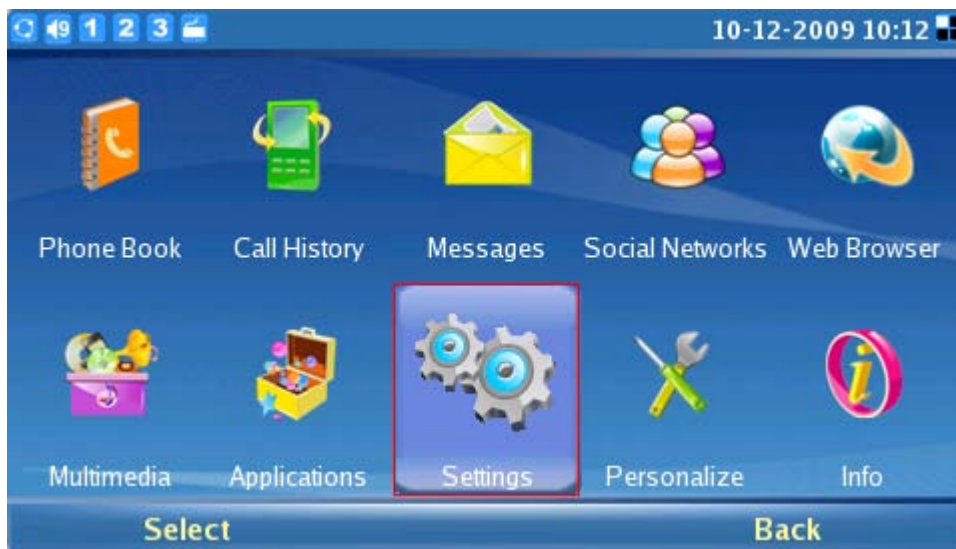 9 1 2 3 10-12-2009 10:12
Phone Book Call History Messages Social Networks Web Browser
Multimedia Applications Settings Personalize Info
Select Back